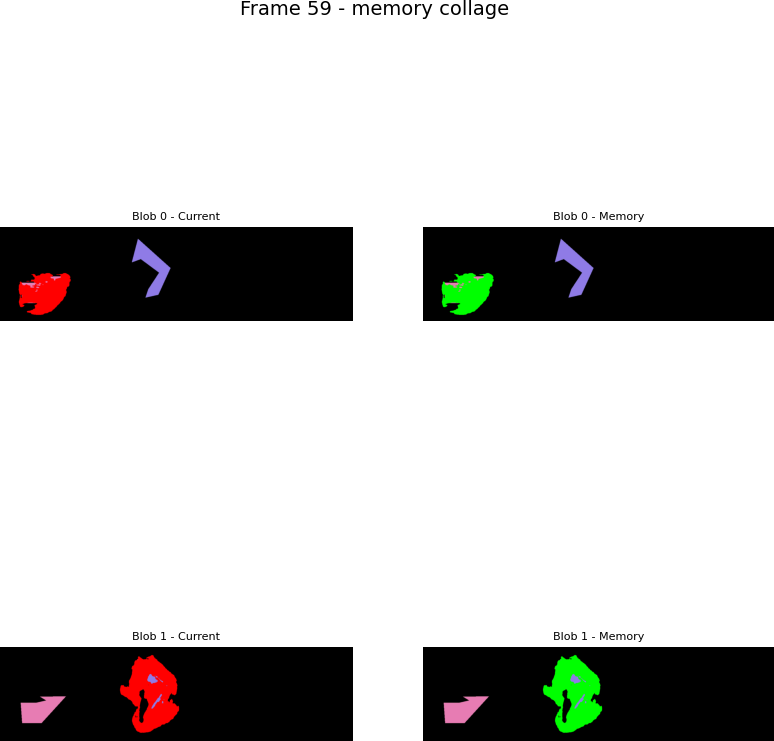 Frame 59 - memory collage
Blob 0 - Current
Blob 0 - Memory
Blob 1 - Current
Blob 1 - Memory